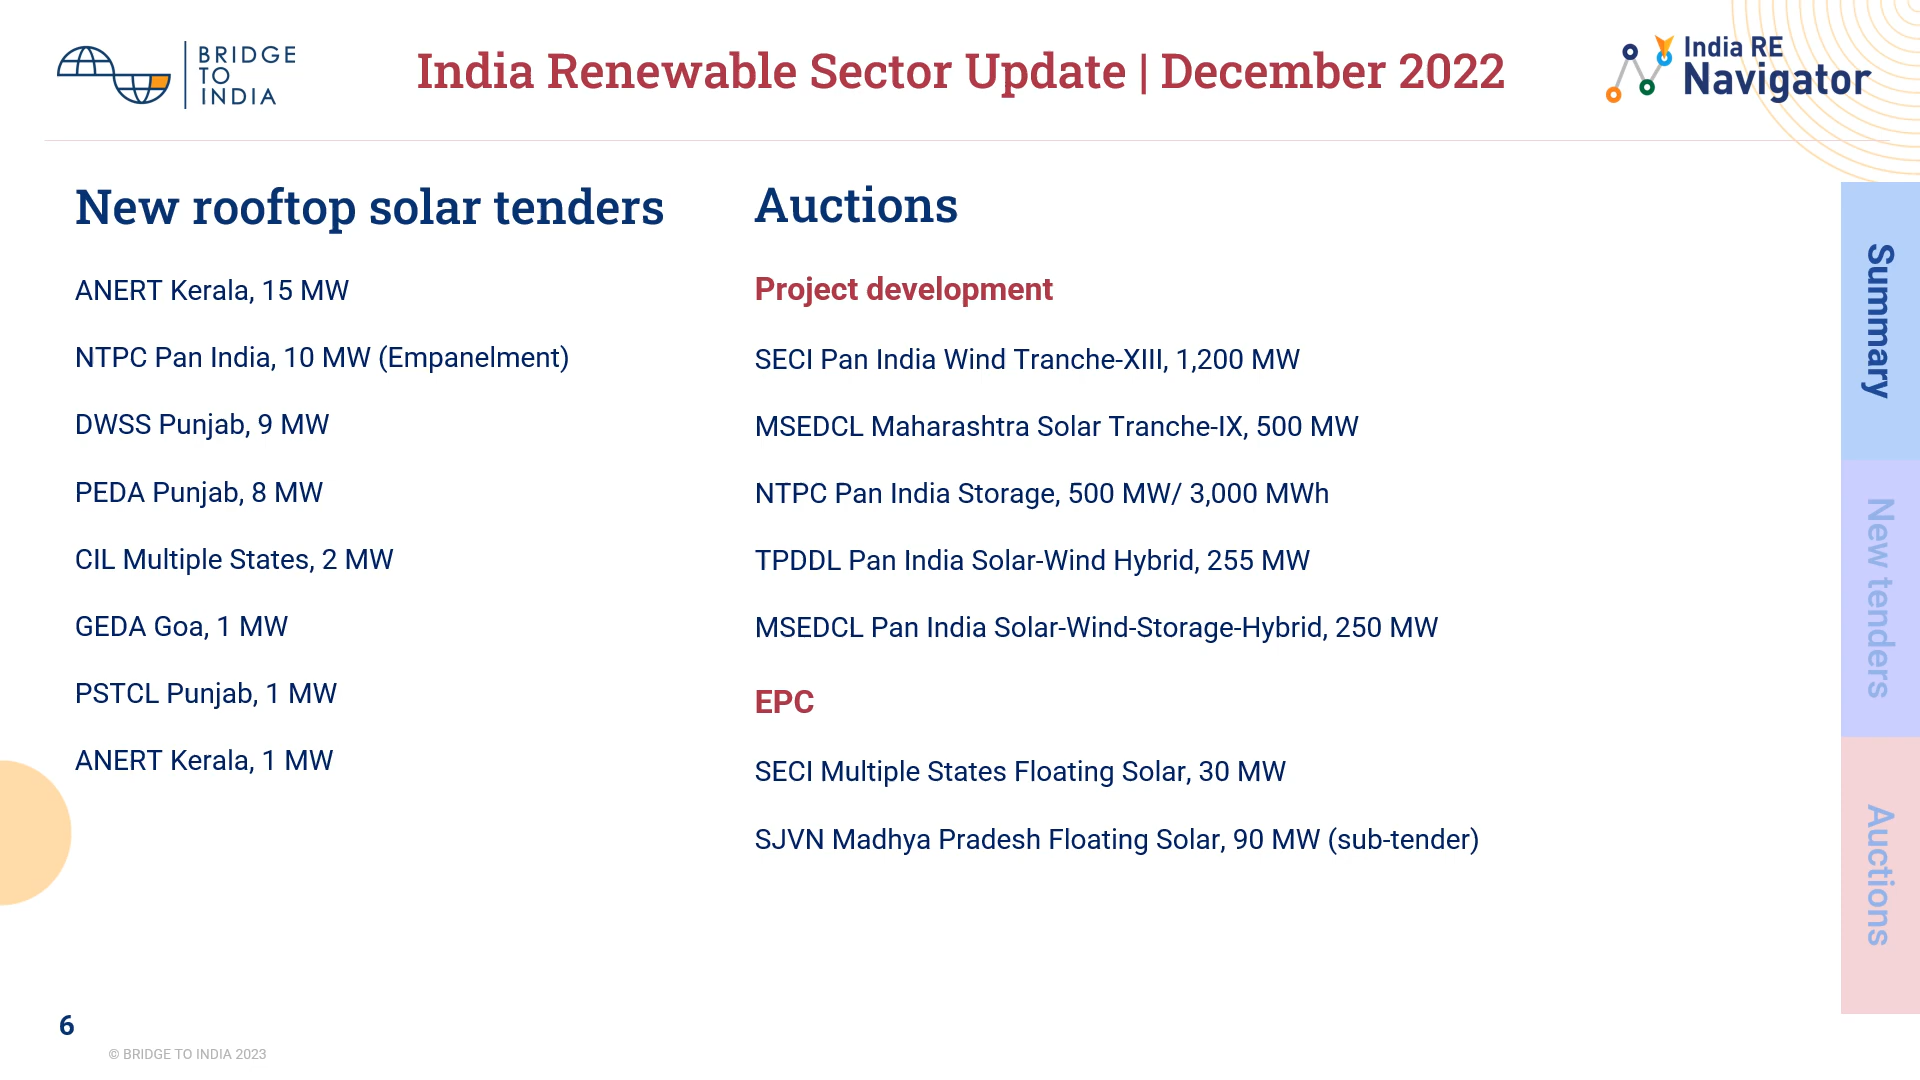 BRIDGE
TO
INDIA
India Renewable Sector Update | December 2022
India RE
Navigator
New rooftop solar tenders
ANERT Kerala, 15 MW
NTPC Pan India, 10 MW (Empanelment)
DWSS Punjab, 9 MW
PEDA Punjab, 8 MW
CIL Multiple States, 2 MW
GEDA Goa, 1 MW
PSTCL Punjab, 1 MW
ANERT Kerala, 1 MW
Auctions
Project development
SECI Pan India Wind Tranche-XIII, 1,200 MW
MSEDCL Maharashtra Solar Tranche-IX, 500 MW
NTPC Pan India Storage, 500 MW/ 3,000 MWh
TPDDL Pan India Solar-Wind Hybrid, 255 MW
MSEDCL Pan India Solar-Wind-Storage-Hybrid, 250 MW
EPC
SECI Multiple States Floating Solar, 30 MW
SJVN Madhya Pradesh Floating Solar, 90 MW (sub-tender)
Summary
New tenders
Auctions
6
© BRIDGE TO INDIA 2023